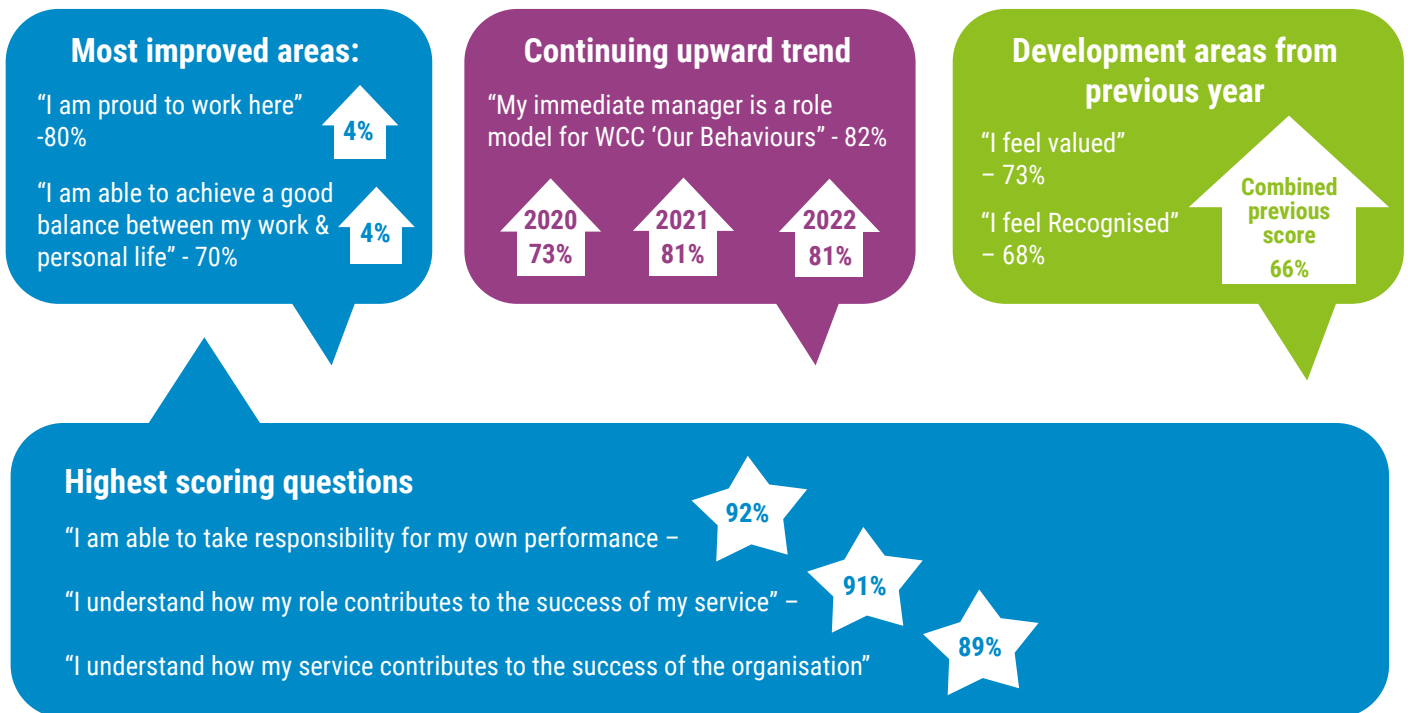 Most improved areas:
“I am proud to work here”
-80%
4%
“I am able to achieve a good
balance between my work &
personal life” - 70%
4%
Continuing upward trend
“My immediate manager is a role
model for WCC ‘Our Behaviours” - 82%
2020
73%
2021
81%
2022
81%
Development areas from
previous year
“I feel valued”
– 73%
“I feel Recognised”
– 68%
Combined
previous
score
66%
Highest scoring questions
“I am able to take responsibility for my own performance –
92%
“I understand how my role contributes to the success of my service” –
91%
“I understand how my service contributes to the success of the organisation”
89%